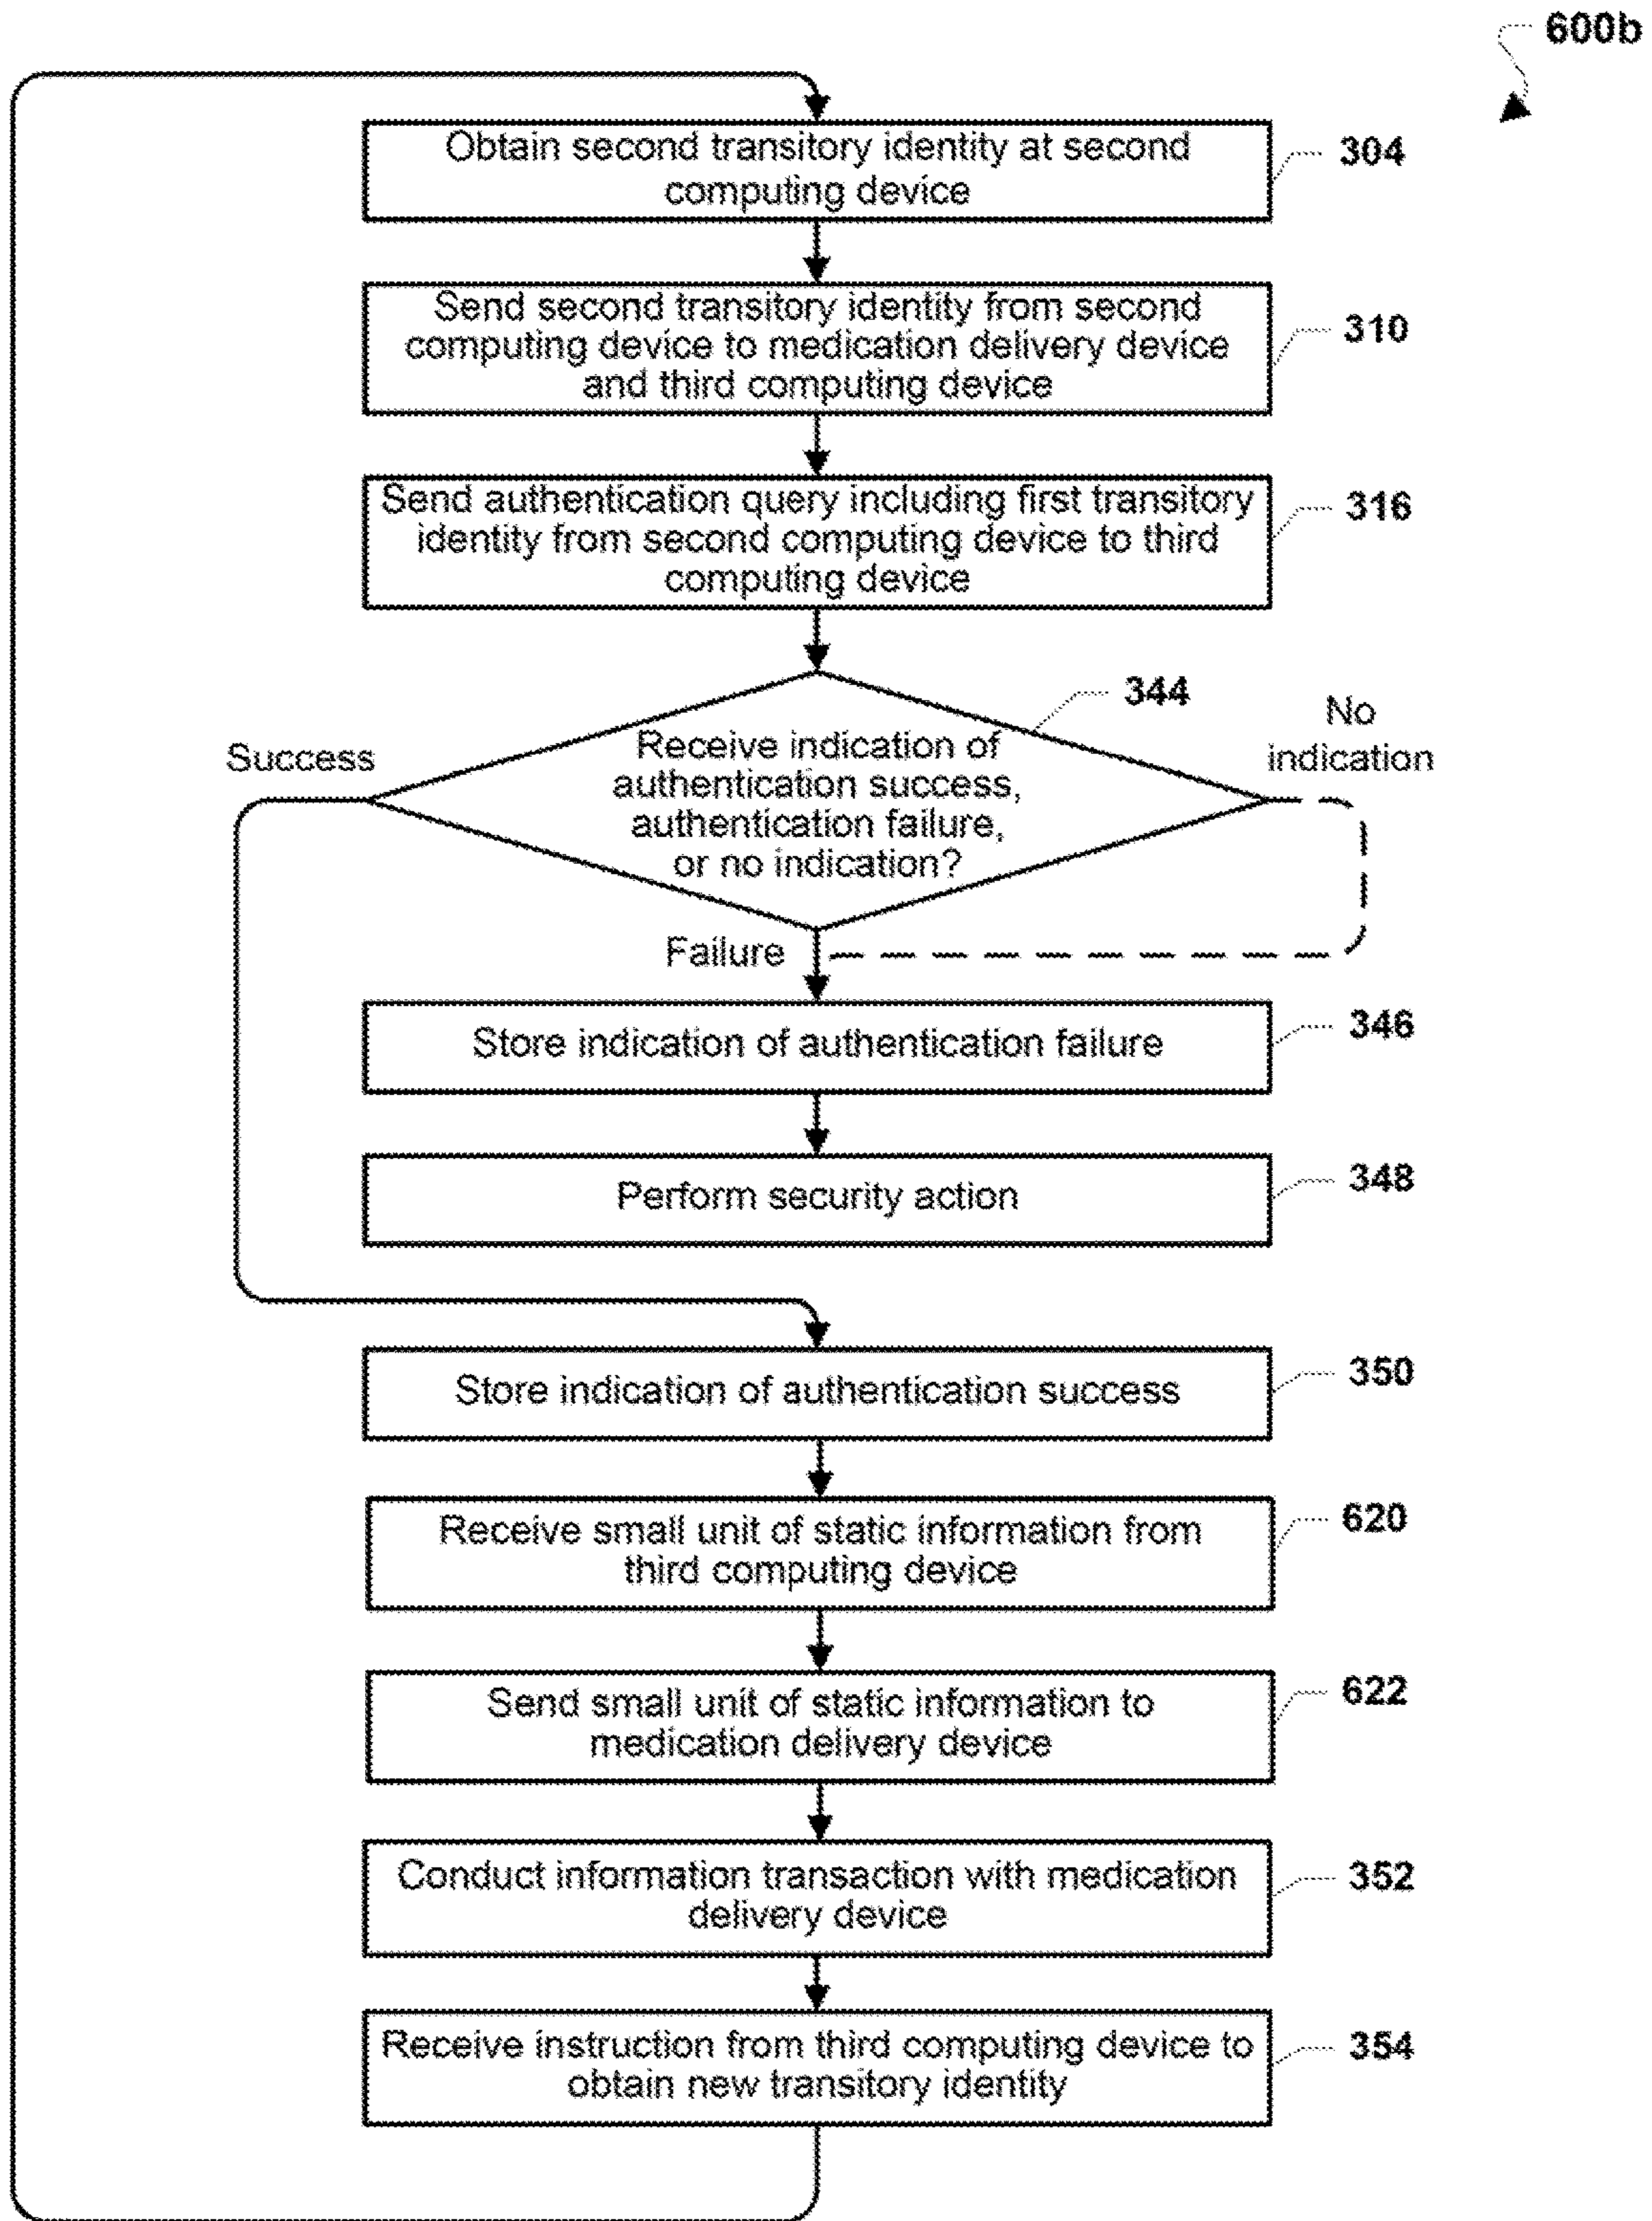 600b
Obtain second transitory identity at second
computing device
304
Send second transitory identity from second
computing device to medication delivery device
and third computing device
310
Send authentication query including first transitory
identity from second computing device to third
computing device
316
344
No
indication
Success
Receive indication of
authentication success,
authentication failure,
or no indication?
Failure
Store indication of authentication failure
346
Perform security action
348
Store indication of authentication success
350
Receive small unit of static information from
third computing device
620
Send small unit of static information to
medication delivery device
622
Conduct information transaction with medication
delivery device
352
Receive instruction from third computing device to
obtain new transitory identity
354